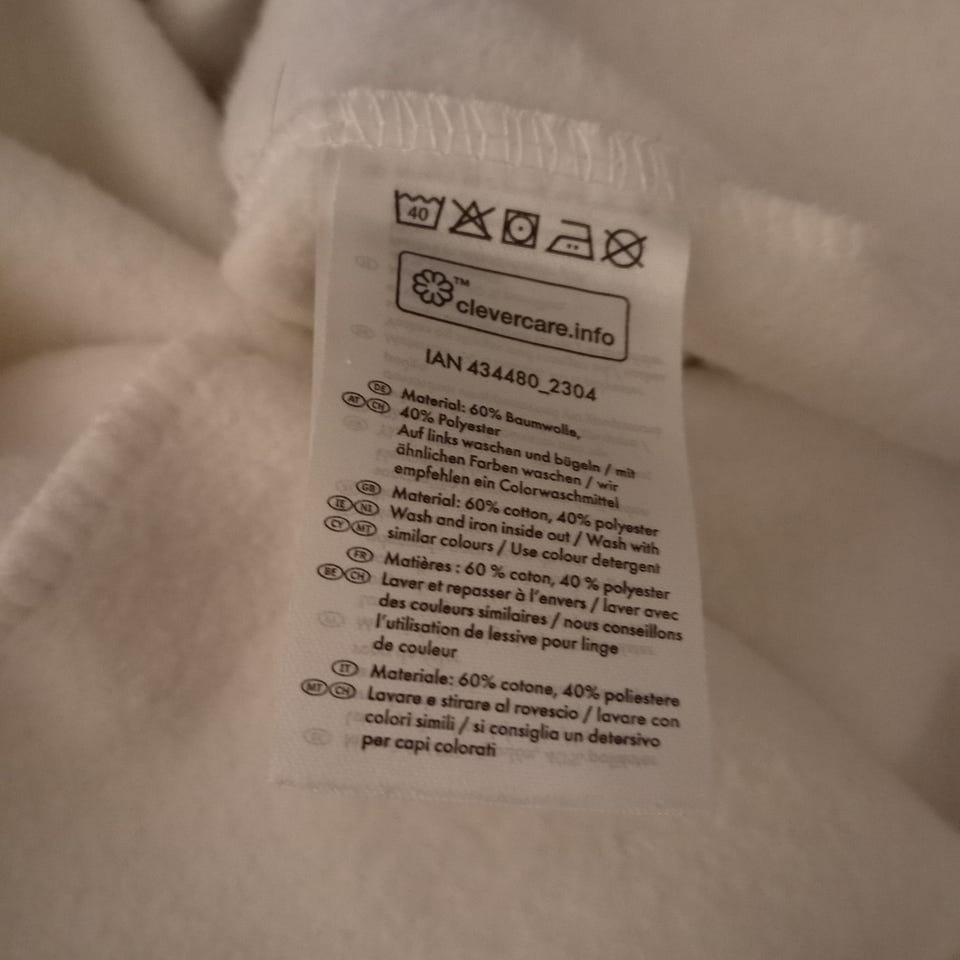 40
™
clevercare.info
IAN 434480_2304
DE Material: 60% Baumwolle,
AT CH 40% Polyester
Auf links waschen und bügeln / mit
ähnlichen Farben waschen / wir
empfehlen ein Colorwaschmittel
GB Material: 60% cotton, 40% polyester
IE NI Wash and iron inside out / Wash with
CY MT similar colours / Use colour detergent
FR Matières : 60 % coton, 40 % polyester
BE CH Laver et repasser à l'envers / laver avec
des couleurs similaires / nous conseillons
l'utilisation de lessive pour linge
de couleur
IT Materiale: 60% cotone, 40% poliestere
MT CH Lavare e stirare al rovescio / lavare con
colori simili / si consiglia un detersivo
per capi colorati